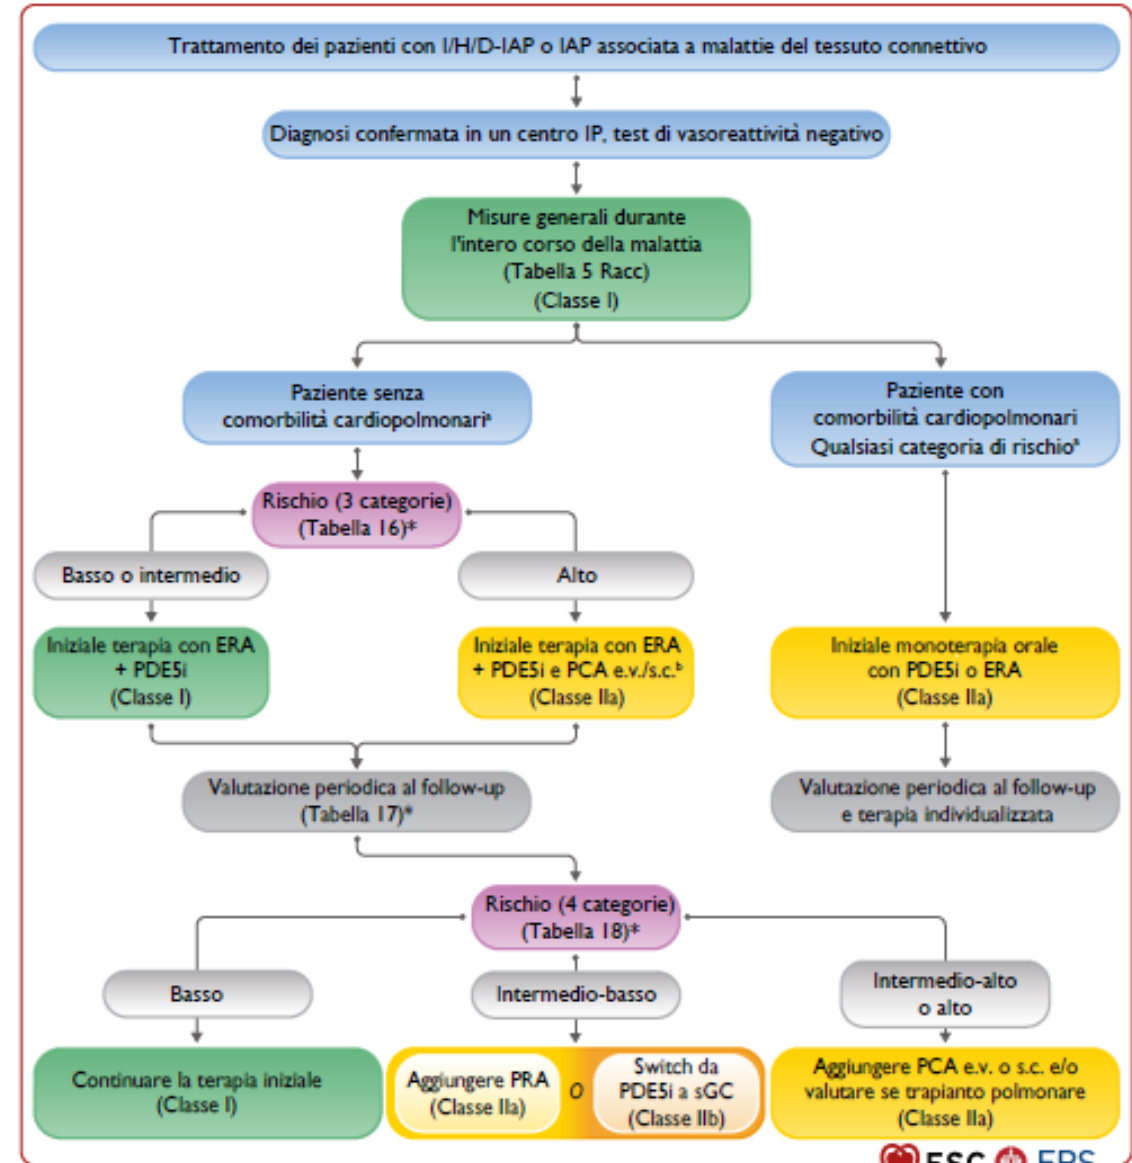 Trattamento dei pazienti con I/H/D-IAP o IAP associata a malattie del tessuto connettivo
Diagnosi confermata in un centro IP, test di vasoreattività negativo
Misure generali durante
l'intero corso della malattia
(Tabella 5 Racc)
(Classe I)
Paziente senza
comorbilità cardiopolmonariᵃ
Paziente con
comorbilità cardiopolmonari
Qualsiasi categoria di rischioᵃ
Rischio (3 categorie)
(Tabella 16)*
Basso o intermedio
Alto
Iniziale terapia con ERA
+ PDE5i
(Classe I)
Iniziale terapia con ERA
+ PDE5i e PCA e.v./s.c.ᵇ
(Classe IIa)
Iniziale monoterapia orale
con PDE5i o ERA
(Classe IIa)
Valutazione periodica al follow-up
(Tabella 17)*
Valutazione periodica al follow-up
e terapia individualizzata
Rischio (4 categorie)
(Tabella 18)*
Basso
Intermedio-basso
Intermedio-alto
o alto
Continuare la terapia iniziale
(Classe I)
Aggiungere PRA
(Classe IIa)
O
Switch da
PDE5i a sGC
(Classe IIb)
Aggiungere PCA e.v. o s.c. e/o
valutare se trapianto polmonare
(Classe IIa)
ESC ERS